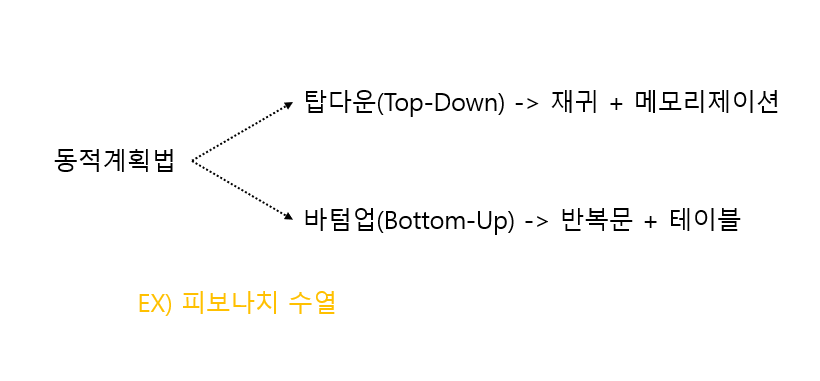 탑다운(Top-Down) -> 재귀 + 메모리제이션
동적계획법
바텀업(Bottom-Up) -> 반복문 + 테이블
EX) 피보나치 수열